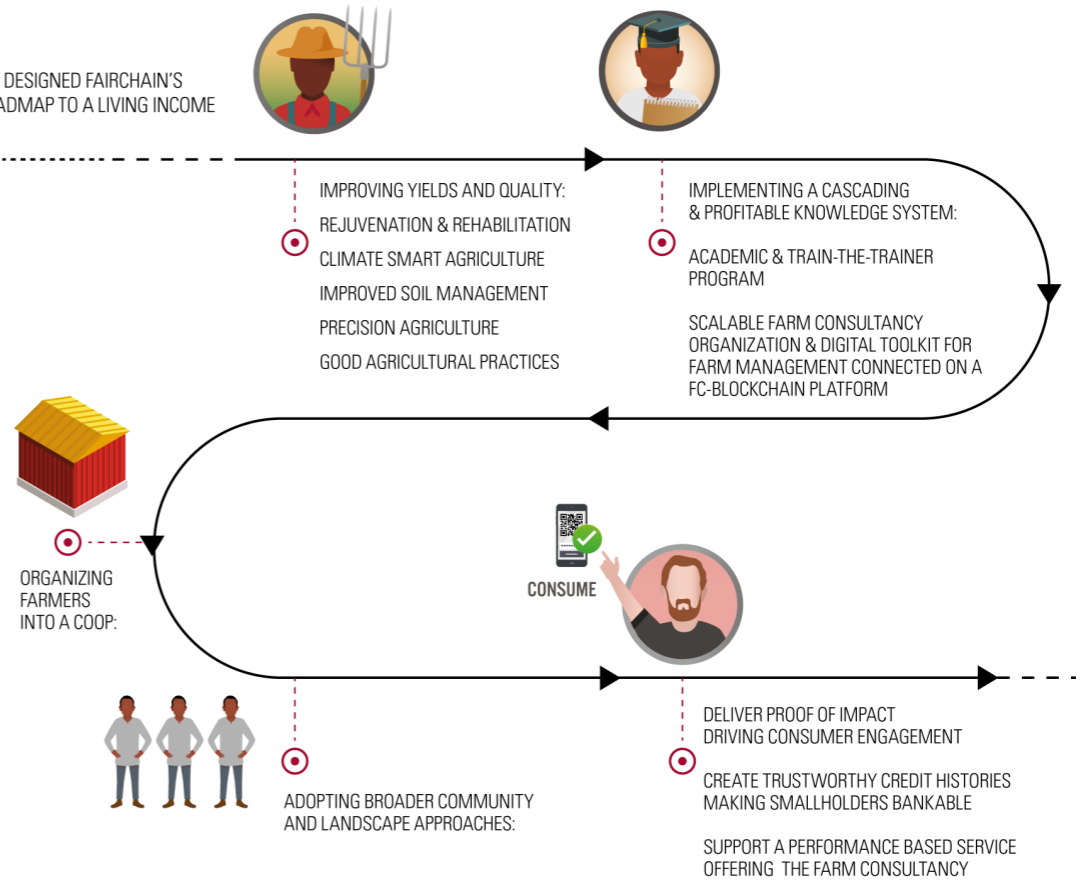 DESIGNED FAIRCHAIN'S
ADMAP TO A LIVING INCOME
IMPROVING YIELDS AND QUALITY:
REJUVENATION & REHABILITATION
CLIMATE SMART AGRICULTURE
IMPROVED SOIL MANAGEMENT
PRECISION AGRICULTURE
GOOD AGRICULTURAL PRACTICES
IMPLEMENTING A CASCADING
& PROFITABLE KNOWLEDGE SYSTEM:
ACADEMIC & TRAIN-THE-TRAINER
PROGRAM
SCALABLE FARM CONSULTANCY
ORGANIZATION & DIGITAL TOOLKIT FOR
FARM MANAGEMENT CONNECTED ON A
FC-BLOCKCHAIN PLATFORM
ORGANIZING
FARMERS
INTO A COOP:
CONSUME
ADOPTING BROADER COMMUNITY
AND LANDSCAPE APPROACHES:
DELIVER PROOF OF IMPACT
DRIVING CONSUMER ENGAGEMENT
CREATE TRUSTWORTHY CREDIT HISTORIES
MAKING SMALLHOLDERS BANKABLE
SUPPORT A PERFORMANCE BASED SERVICE
OFFERING THE FARM CONSULTANCY